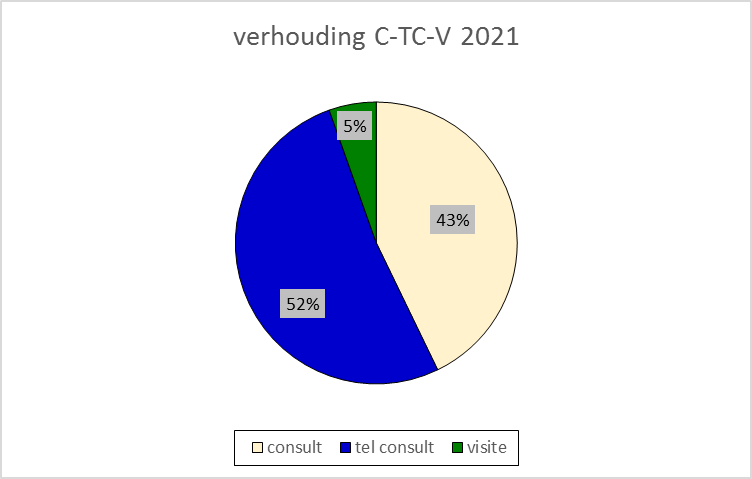 verhouding C-TC-V 2021
5%
43%
52%
consult tel consult visite